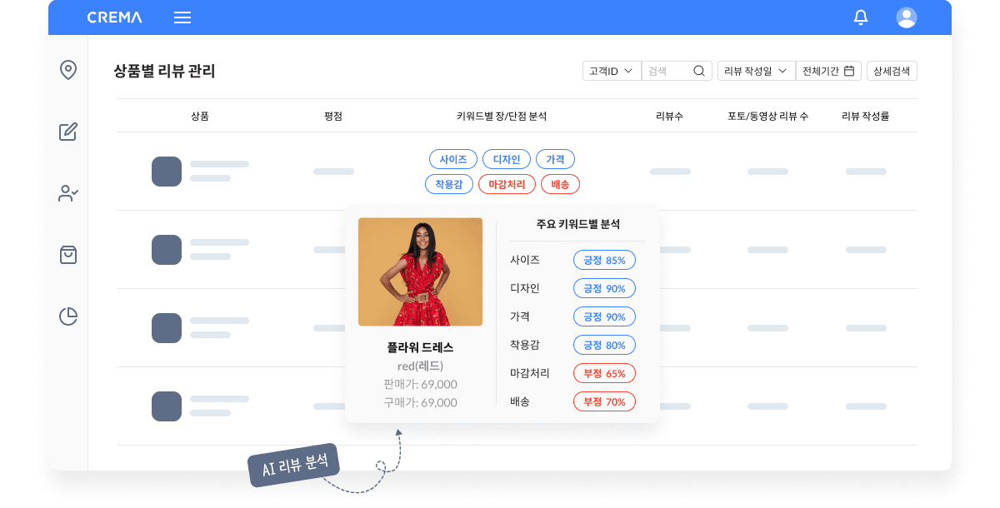 CREMA
상품별 리뷰 관리
고객ID 검색 리뷰 작성일 전체기간 상세검색
상품 평점 키워드별 장/단점 분석 리뷰수 포토/동영상 리뷰 수 리뷰 작성률
사이즈 디자인 가격
착용감 마감처리 배송
주요 키워드별 분석
사이즈 긍정 85%
디자인 긍정 90%
가격 긍정 90%
착용감 긍정 80%
마감처리 부정 65%
배송 부정 70%
플라워 드레스
red(레드)
판매가: 69,000
구매가: 69,000
AI 리뷰 분석